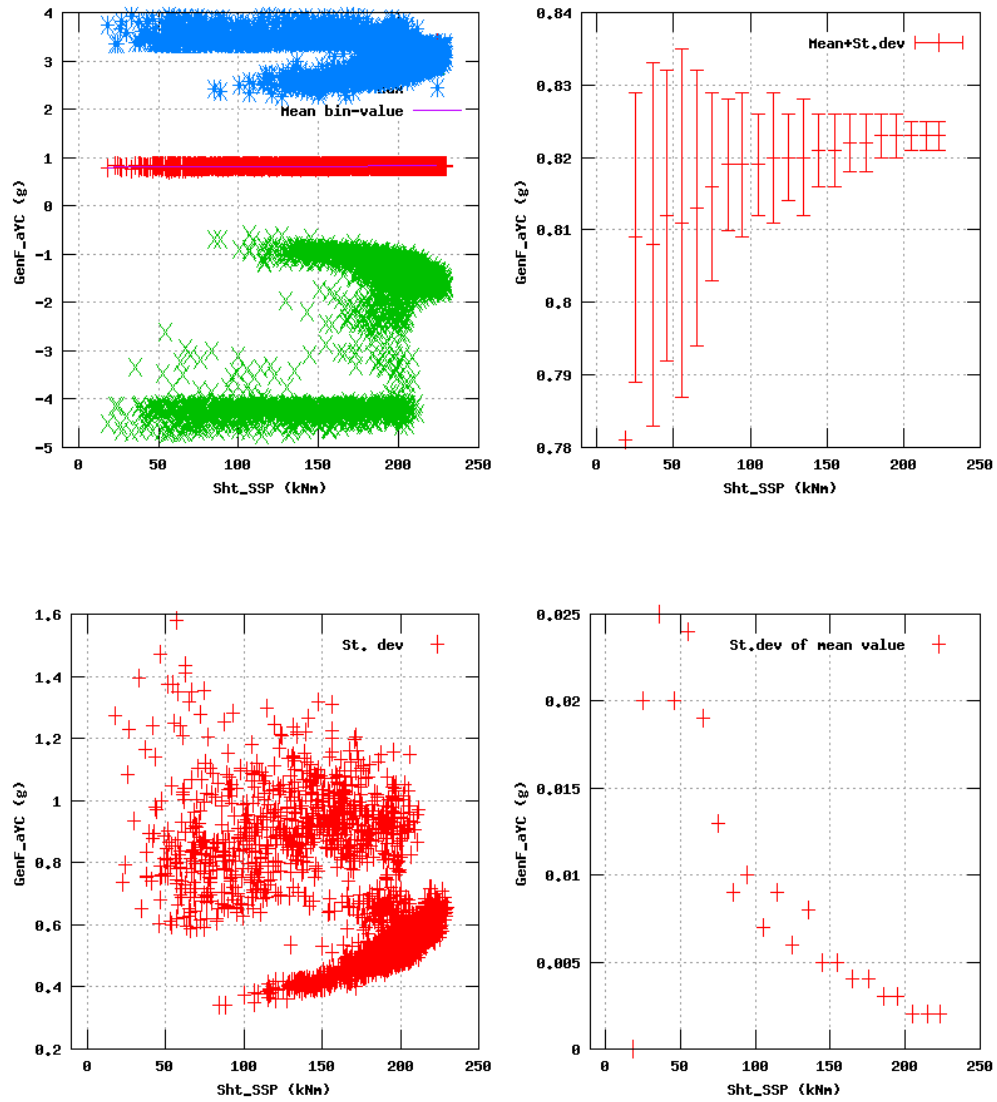 4
3
2
1
0
-1
-2
-3
-4
-5
GenF_aYC (g)
Mean bin-value
0 50 100 150 200 250
Sht_SSP (kNm)
0.84
0.83
0.82
0.81
0.8
0.79
0.78
GenF_aYC (g)
Mean+St.dev
0 50 100 150 200 250
Sht_SSP (kNm)
1.6
1.4
1.2
1
0.8
0.6
0.4
0.2
GenF_aYC (g)
St. dev
0 50 100 150 200 250
Sht_SSP (kNm)
0.025
0.02
0.015
0.01
0.005
0
GenF_aYC (g)
St.dev of mean value
0 50 100 150 200 250
Sht_SSP (kNm)